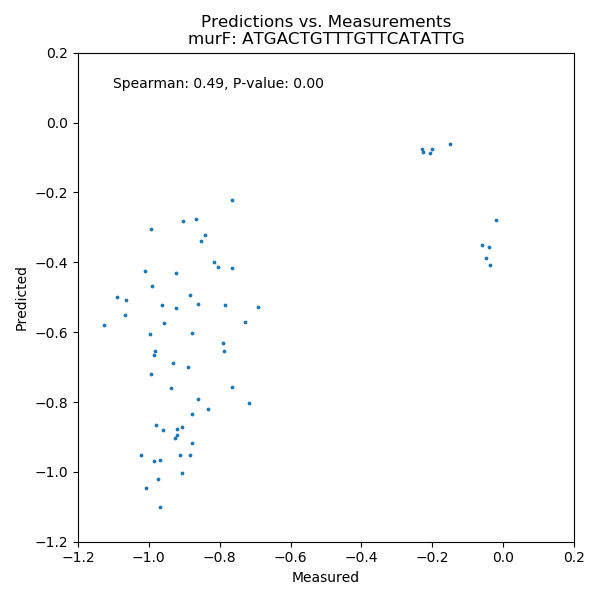 Predictions vs. Measurements
murF: ATGACTGTTTGTTCATATTG
Spearman: 0.49, P-value: 0.00
0.2
0.0
−0.2
−0.4
−0.6
−0.8
−1.0
−1.2
Predicted
−1.2 −1.0 −0.8 −0.6 −0.4 −0.2 0.0 0.2
Measured